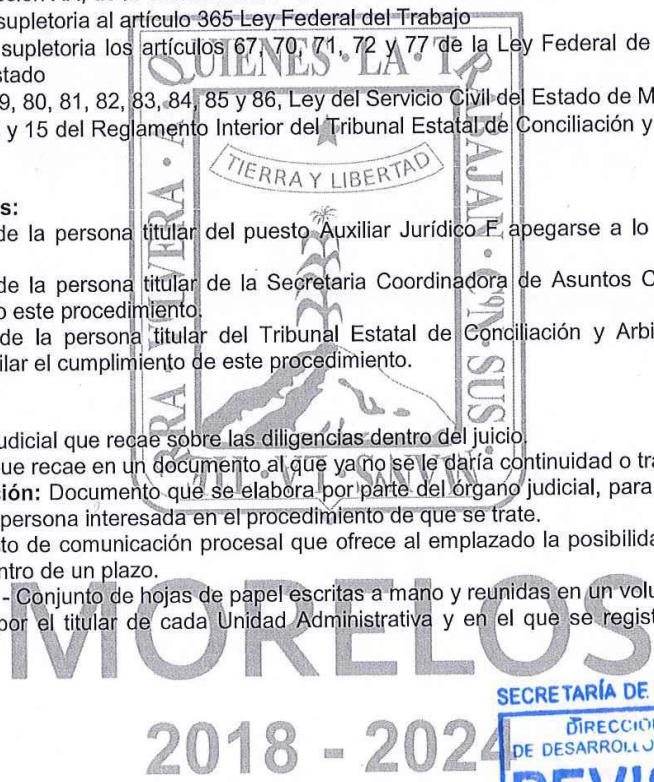 supletoria al artículo 365 Ley Federal del Trabajo
supletoria los artículos 67, 70, 71, 72 y 77 de la Ley Federal de
stado
9, 80, 81, 82, 83, 84, 85 y 86, Ley del Servicio Civil del Estado de M
y 15 del Reglamento Interior del Tribunal Estatal de Conciliación y
s:
de la persona titular del puesto Auxiliar Jurídico F apegarse a lo
de la persona titular de la Secretaria Coordinadora de Asuntos C
o este procedimiento.
de la persona titular del Tribunal Estatal de Conciliación y Arbi
ilar el cumplimiento de este procedimiento.
udicial que recae sobre las diligencias dentro del juicio.
ue recae en un documento al que ya no se le daría continuidad o tra
ión: Documento que se elabora por parte del órgano judicial, para
persona interesada en el procedimiento de que se trate.
to de comunicación procesal que ofrece al emplazado la posibilida
ntro de un plazo.
- Conjunto de hojas de papel escritas a mano y reunidas en un volu
por el titular de cada Unidad Administrativa y en el que se regist
TIERRA Y LIBERTAD
RRA VOLVERA A QUIENES LA TRABAJAN CON SUS
MORELOS
2018 - 2024
SECRETARÍA DE
DIRECCIÓ
DE DESARROLLO